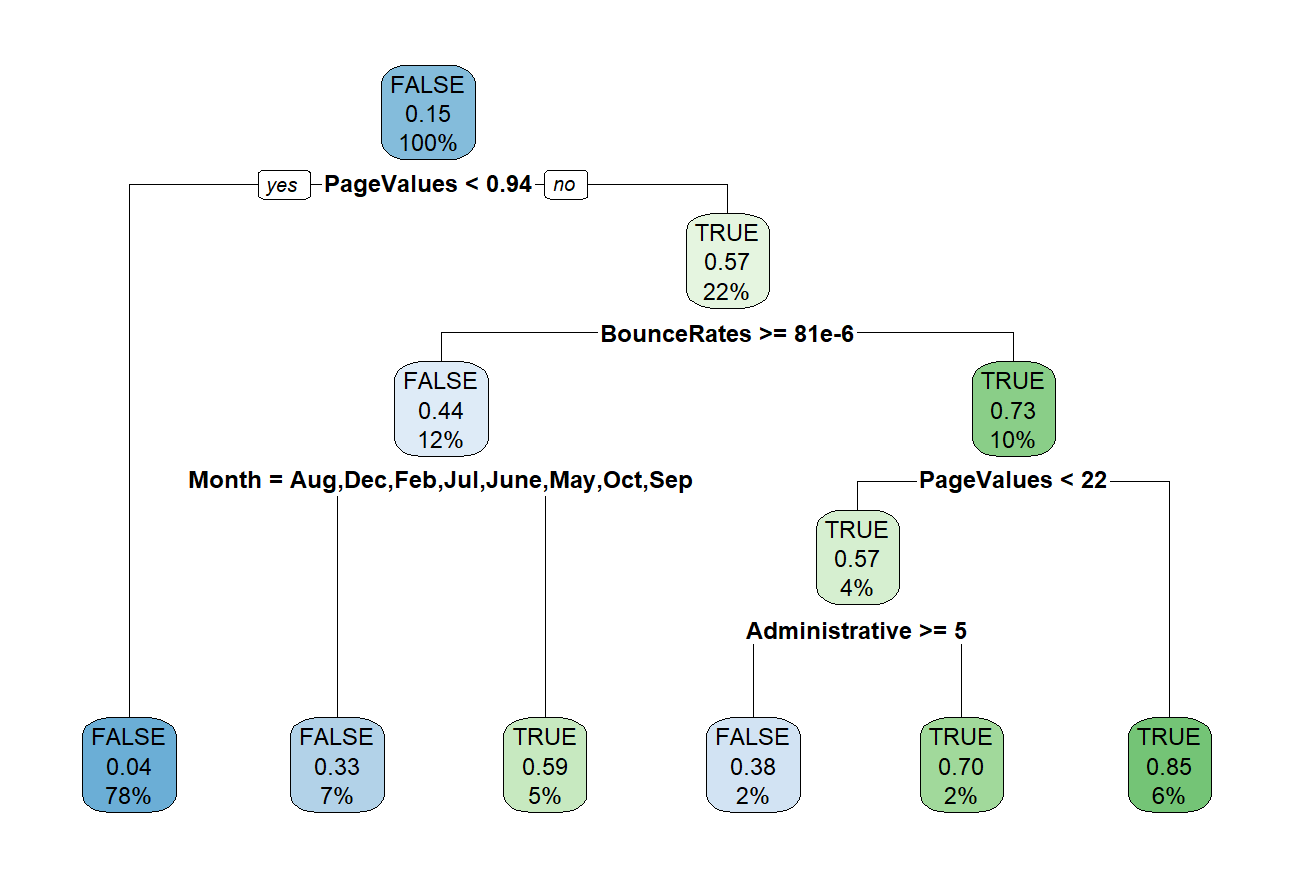 FALSE
0.15
100%
yes PageValues < 0.94 no
TRUE
0.57
22%
BounceRates >= 81e-6
FALSE
0.44
12%
TRUE
0.73
10%
Month = Aug,Dec,Feb,Jul,June,May,Oct,Sep
PageValues < 22
TRUE
0.57
4%
Administrative >= 5
FALSE
0.04
78%
FALSE
0.33
7%
TRUE
0.59
5%
FALSE
0.38
2%
TRUE
0.70
2%
TRUE
0.85
6%